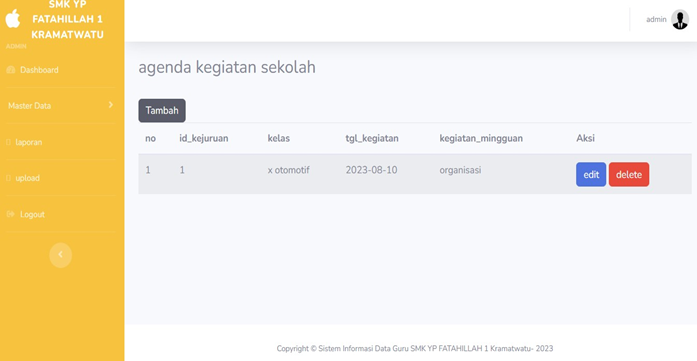 SMK YP
FATAHILLAH 1
KRAMATWATU
ADMIN
Dashboard
Master Data
laporan
upload
Logout
admin
agenda kegiatan sekolah
Tambah
no id_kejuruan kelas tgl_kegiatan kegiatan_mingguan Aksi
1 1 x otomotif 2023-08-10 organisasi edit delete
Copyright © Sistem Informasi Data Guru SMK YP FATAHILLAH 1 Kramatwatu- 2023